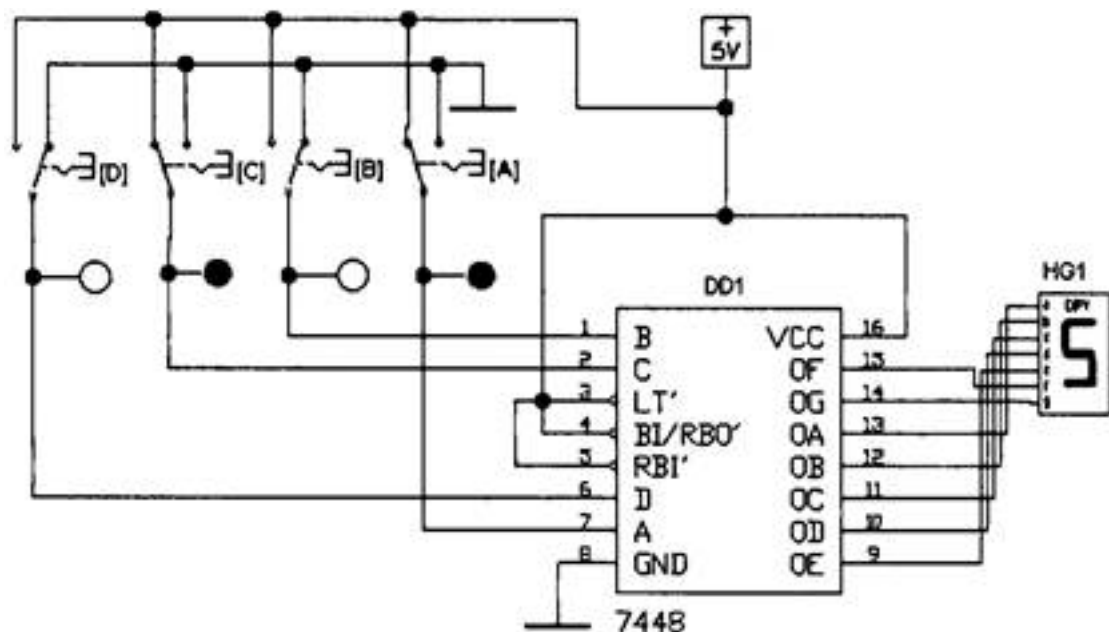 +
5V
[D]
[C]
[B]
[A]
DD1
HG1
DPY
1 B VCC 16
2 C OF 15
3 LT' OG 14
4 BI/RBO' OA 13
5 RBI' OB 12
6 D OC 11
7 A OD 10
8 GND OE 9
5
7448